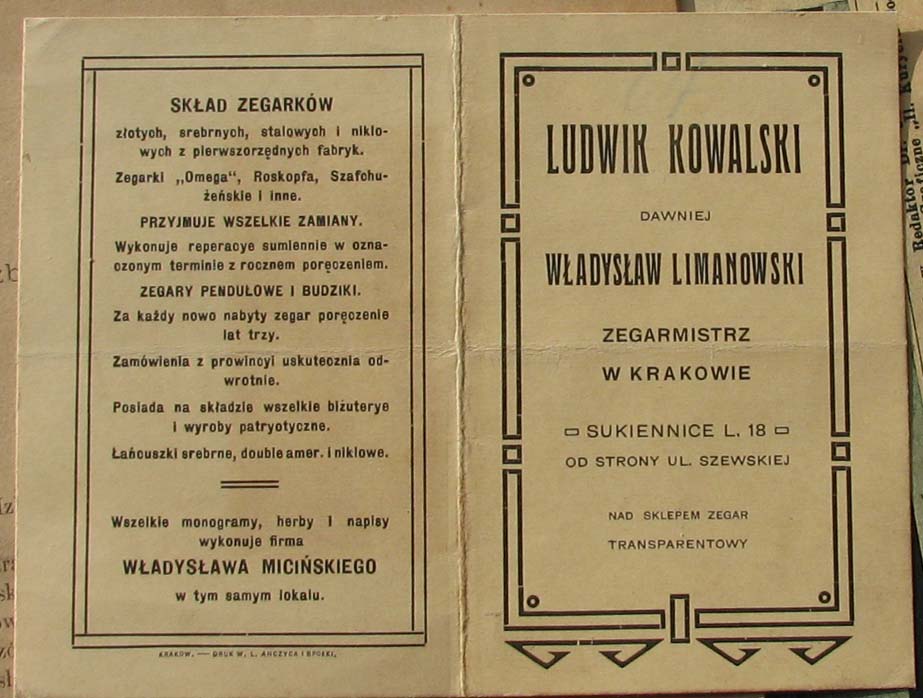 SKŁAD ZEGARKÓW
złotych, srebrnych, stalowych i niklo-
wych z pierwszorzędnych fabryk.
Zegarki „Omega“, Roskopfa, Szafchu-
żeńskie i inne.
PRZYJMUJE WSZELKIE ZAMIANY.
Wykonuje reperacye sumiennie w ozna-
czonym terminie z rocznem poręczeniem.
ZEGARY PENDUŁOWE I BUDZIKI.
Za każdy nowo nabyty zegar poręczenie
lat trzy.
Zamówienia z prowincyi uskutecznia od-
wrotnie.
Posiada na składzie wszelkie biżuterye
i wyroby patryotyczne.
Łańcuszki srebrne, double amer. i niklowe.
Wszelkie monogramy, herby i napisy
wykonuje firma
WŁADYSŁAWA MICIŃSKIEGO
w tym samym lokalu.
KRAKÓW. — DRUK W. L. ANCZYCA I SPÓŁKI.
LUDWIK KOWALSKI
DAWNIEJ
WŁADYSŁAW LIMANOWSKI
ZEGARMISTRZ
W KRAKOWIE
SUKIENNICE L. 18
OD STRONY UL. SZEWSKIEJ
NAD SKLEPEM ZEGAR
TRANSPARENTOWY
Redaktor Dr.
„Il. Kury